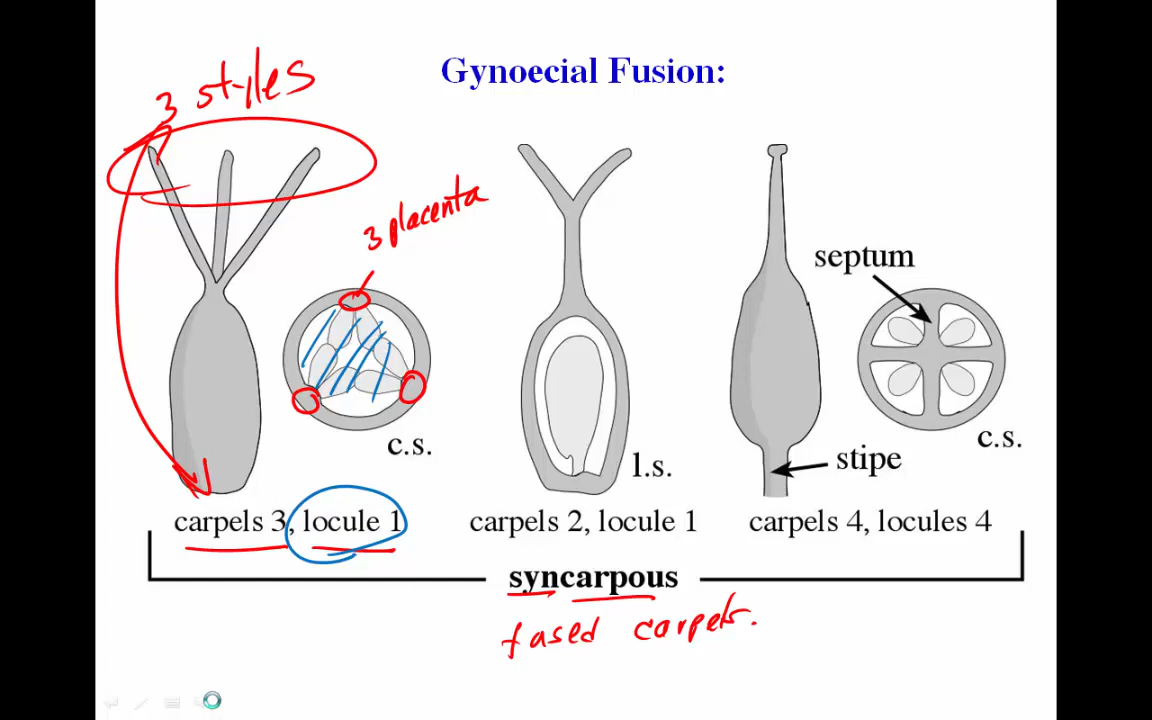 Gynoecial Fusion:
3 styles
3 placenta
septum
c.s.
l.s.
stipe
c.s.
carpels 3, locule 1
carpels 2, locule 1
carpels 4, locules 4
syncarpous
fused carpels.